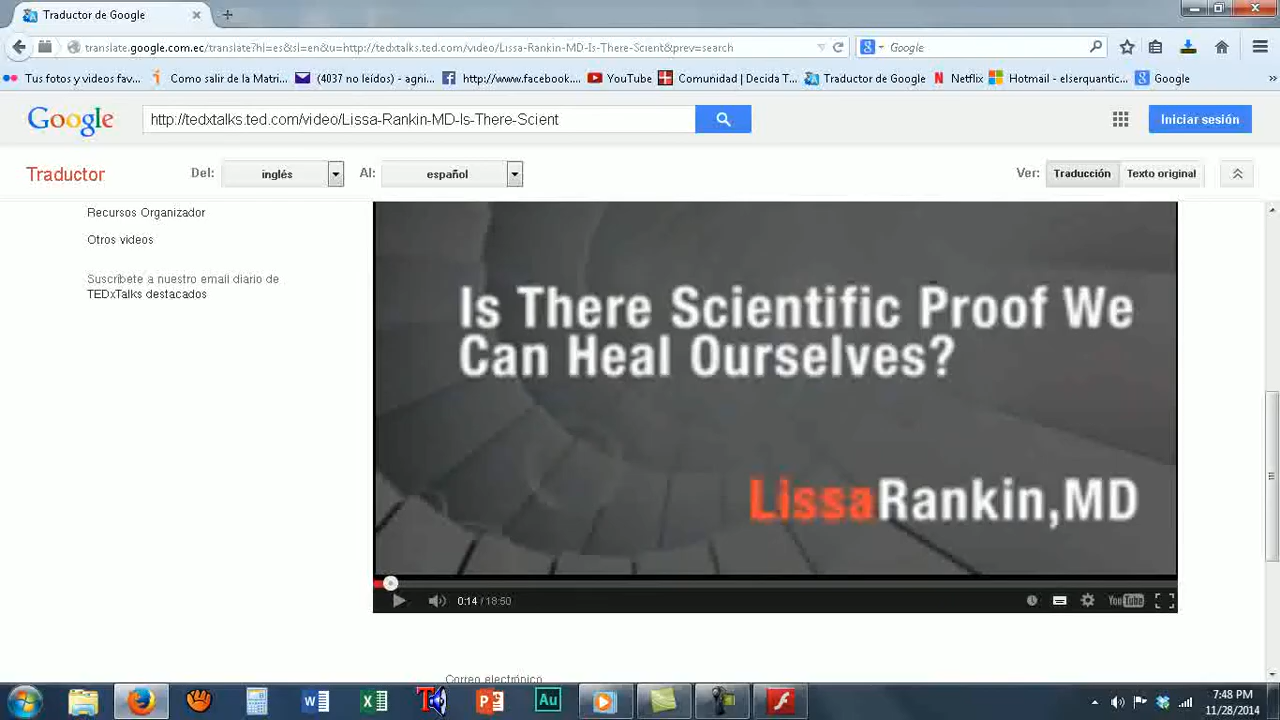 Traductor de Google
translate.google.com.ec/translate?hl=es&sl=en&u=http://tedxtalks.ted.com/video/Lissa-Rankin-MD-Is-There-Scient&prev=search
Google
Tus fotos y videos fav...
Como salir de la Matri...
(4037 no leídos) - agni...
http://www.facebook....
YouTube
Comunidad | Decida T...
Traductor de Google
Netflix
Hotmail - elserquantic...
Google
Google
http://tedxtalks.ted.com/video/Lissa-Rankin-MD-Is-There-Scient
Iniciar sesión
Traductor
Del:
inglés
Al:
español
Ver:
Traducción
Texto original
Recursos Organizador
Otros videos
Suscríbete a nuestro email diario de
TEDxTalks destacados
Is There Scientific Proof We
Can Heal Ourselves?
LissaRankin,MD
0:14 / 18:50
YouTube
Correo electrónico
7:48 PM
11/28/2014